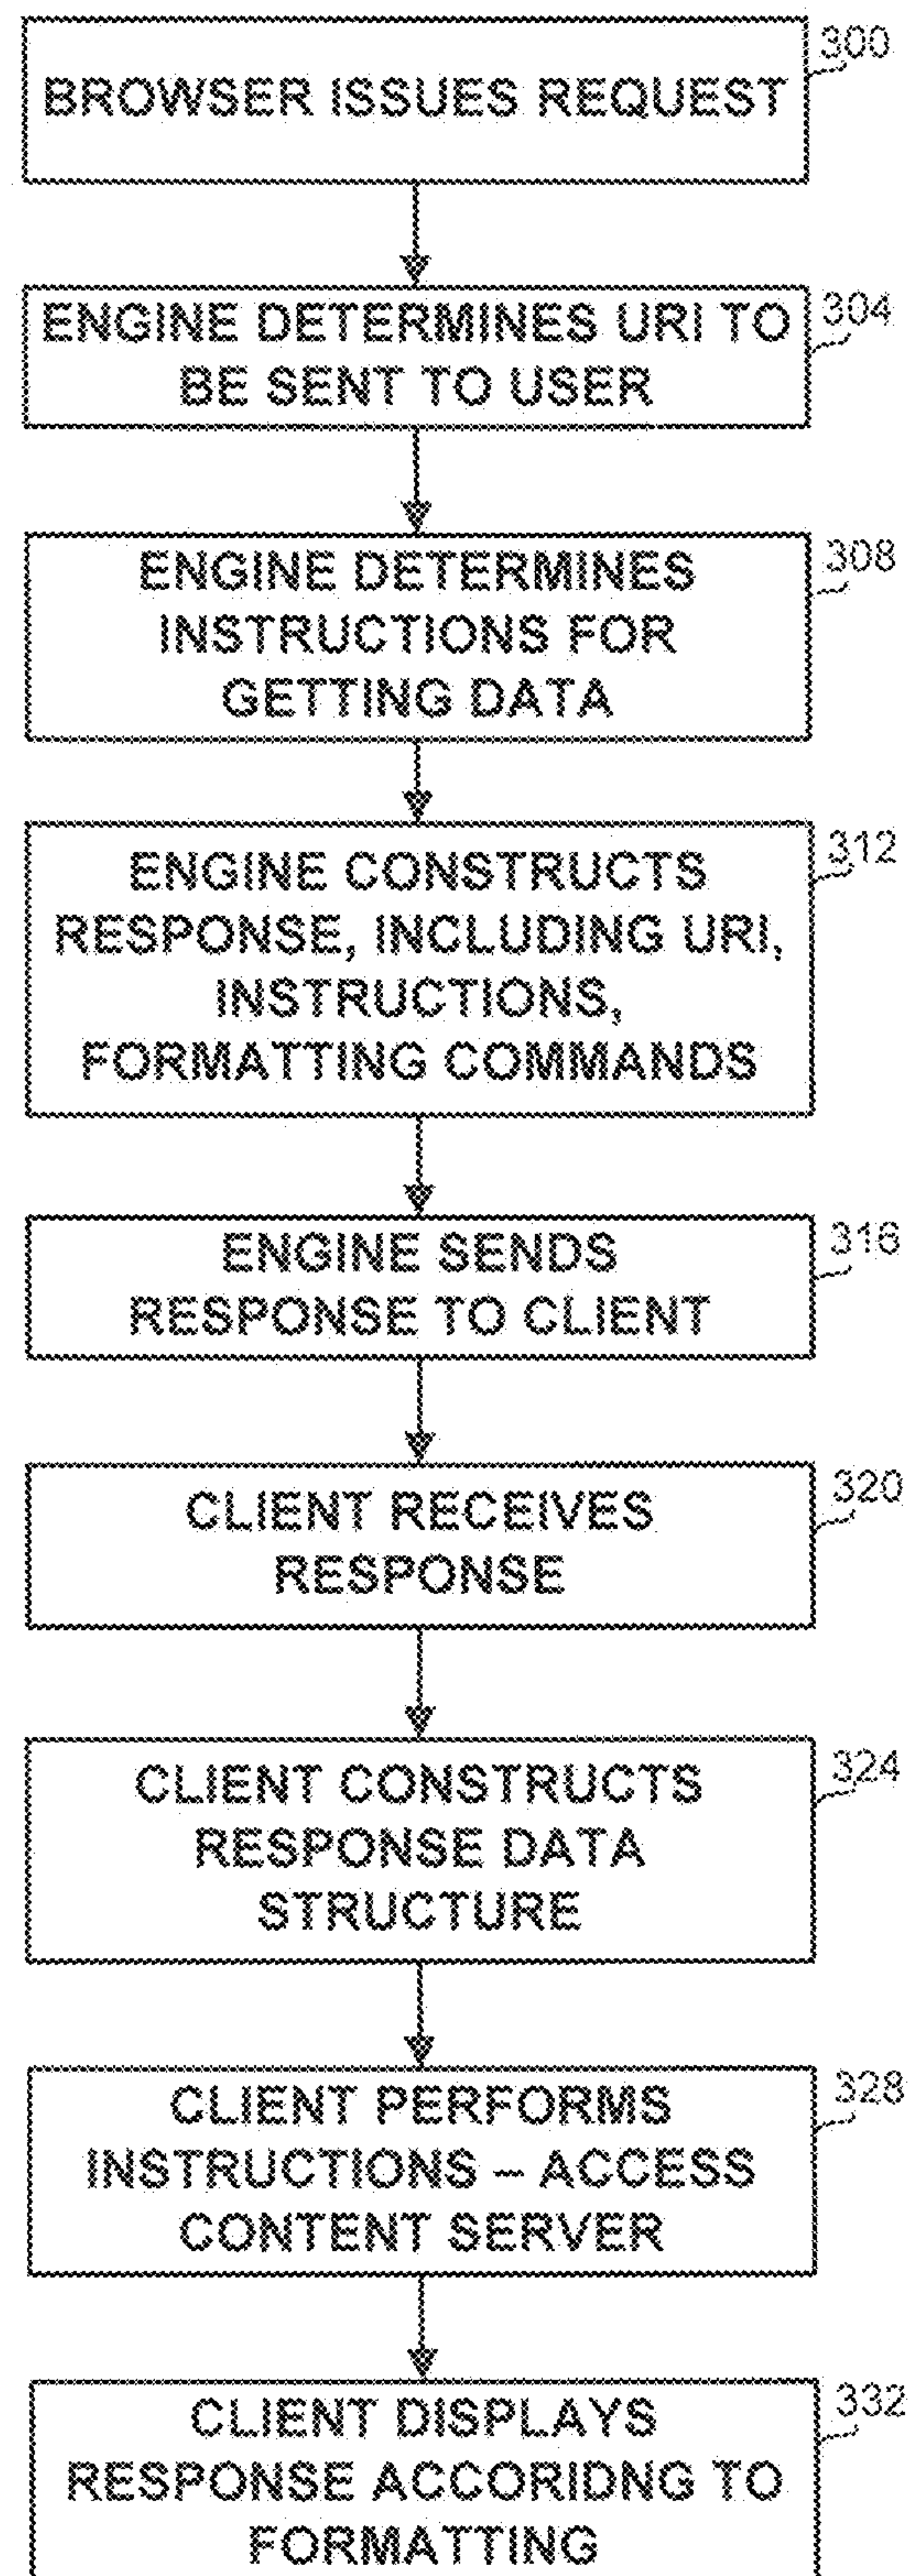 300
BROWSER ISSUES REQUEST
304
ENGINE DETERMINES URI TO
BE SENT TO USER
308
ENGINE DETERMINES
INSTRUCTIONS FOR
GETTING DATA
312
ENGINE CONSTRUCTS
RESPONSE, INCLUDING URI,
INSTRUCTIONS,
FORMATTING COMMANDS
316
ENGINE SENDS
RESPONSE TO CLIENT
320
CLIENT RECEIVES
RESPONSE
324
CLIENT CONSTRUCTS
RESPONSE DATA
STRUCTURE
328
CLIENT PERFORMS
INSTRUCTIONS – ACCESS
CONTENT SERVER
332
CLIENT DISPLAYS
RESPONSE ACCORIDNG TO
FORMATTING